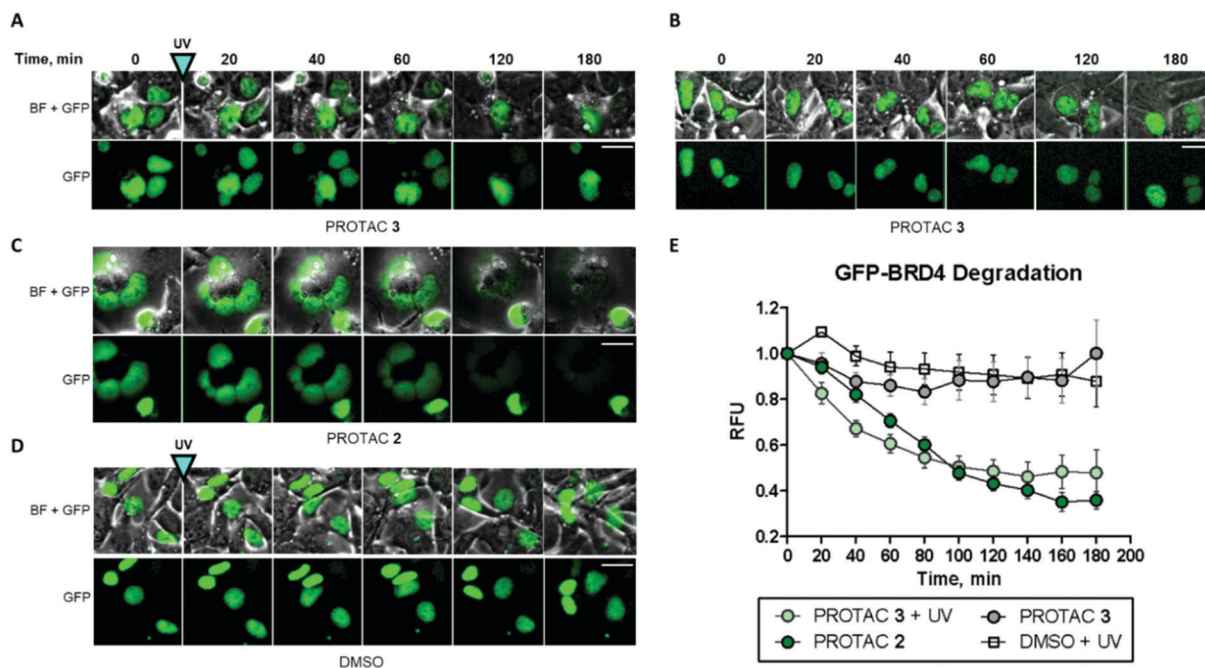 A
B
UV
Time, min 0 20 40 60 120 180
0 20 40 60 120 180
BF + GFP
GFP
PROTAC 3
PROTAC 3
C
E
BF + GFP
GFP
PROTAC 2
D
UV
BF + GFP
GFP
DMSO
GFP-BRD4 Degradation
1.2
1.0
0.8
0.6
0.4
0.2
RFU
0 20 40 60 80 100 120 140 160 180 200
Time, min
PROTAC 3 + UV
PROTAC 3
PROTAC 2
DMSO + UV